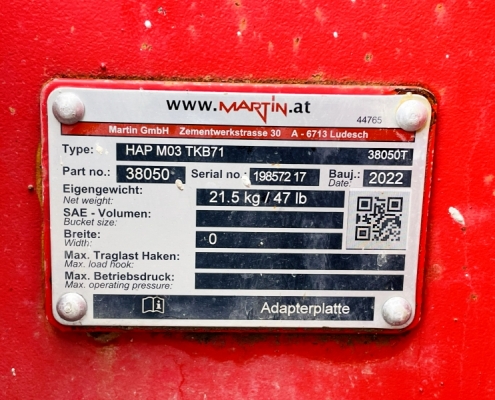 www.MARTIN.at
44765
Martin GmbH Zementwerkstrasse 30 A - 6713 Ludesch
Type: HAP M03 TKB71 38050T
Part no.: 38050 Serial no.: 198572 17 Bauj.: 2022
Date:
Eigengewicht: 21.5 kg / 47 lb
Net weight:
SAE - Volumen:
Bucket size:
Breite: 0
Width:
Max. Traglast Haken:
Max. load hook:
Max. Betriebsdruck:
Max. operating pressure:
Adapterplatte